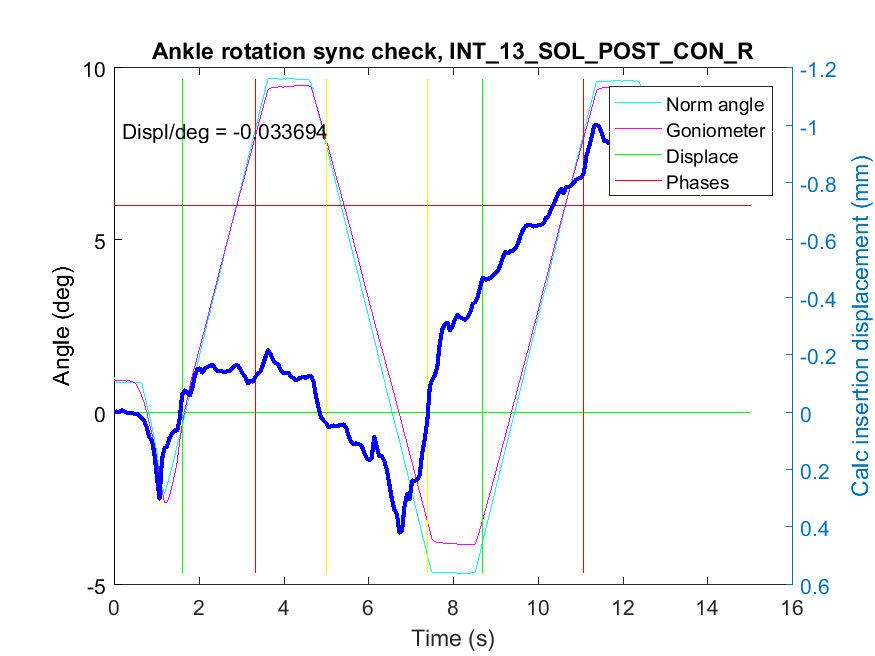 Ankle rotation sync check, INT_13_SOL_POST_CON_R
10
5
0
-5
Angle (deg)
Displ/deg = -0.033694
Norm angle
Goniometer
Displace
Phases
-1.2
-1
-0.8
-0.6
-0.4
-0.2
0
0.2
0.4
0.6
Calc insertion displacement (mm)
0 2 4 6 8 10 12 14 16
Time (s)